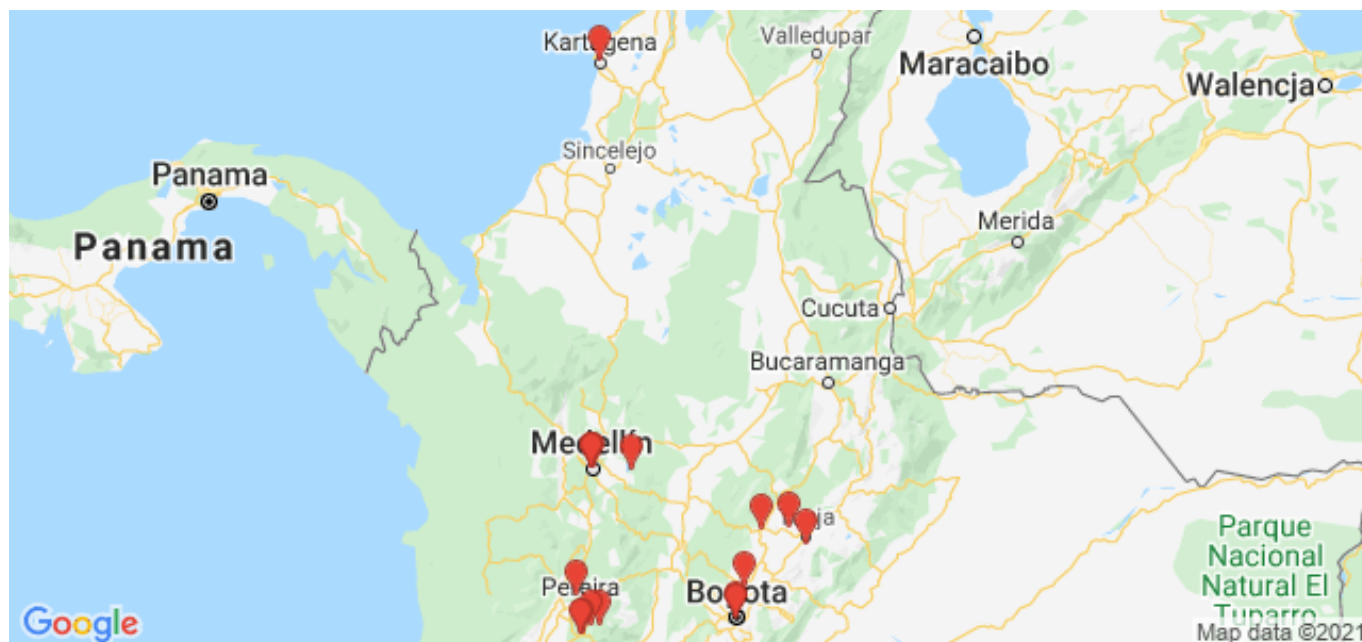 Kartagena
Valledupar
Maracaibo
Walencja
Sincelejo
Panama
Panama
Merida
Cucuta
Bucaramanga
Medellín
Pereira
Bogota
Parque
Nacional
Natural El
Tuparro
Google
Map data ©2021